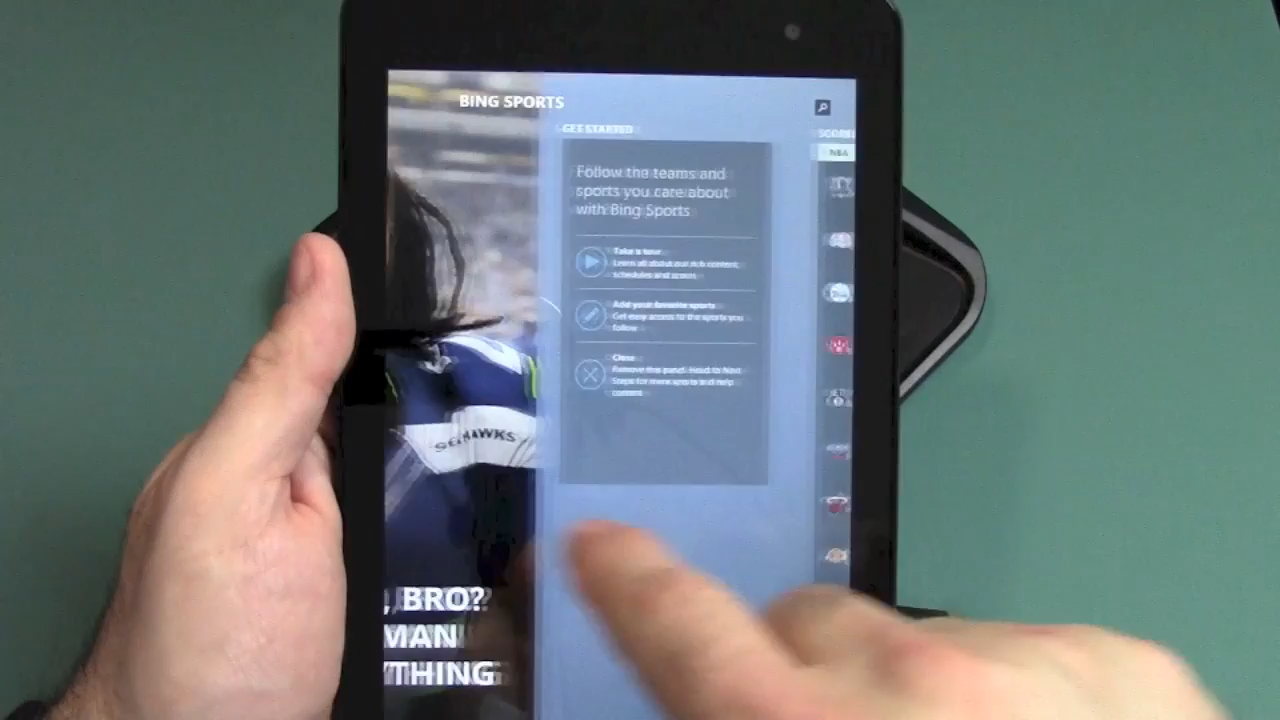 BING SPORTS
GET STARTED
SCORE
NBA
Follow the teams and
sports you care about
with Bing Sports
Take a tour
Learn all about our rich content,
schedules and scores
Add your favorite sports
Get easy access to the sports you
follow
Close
Remove this panel. Head to Next
Steps for more sports and help
content
SEAHAWKS
, BRO?
MAN
YTHING